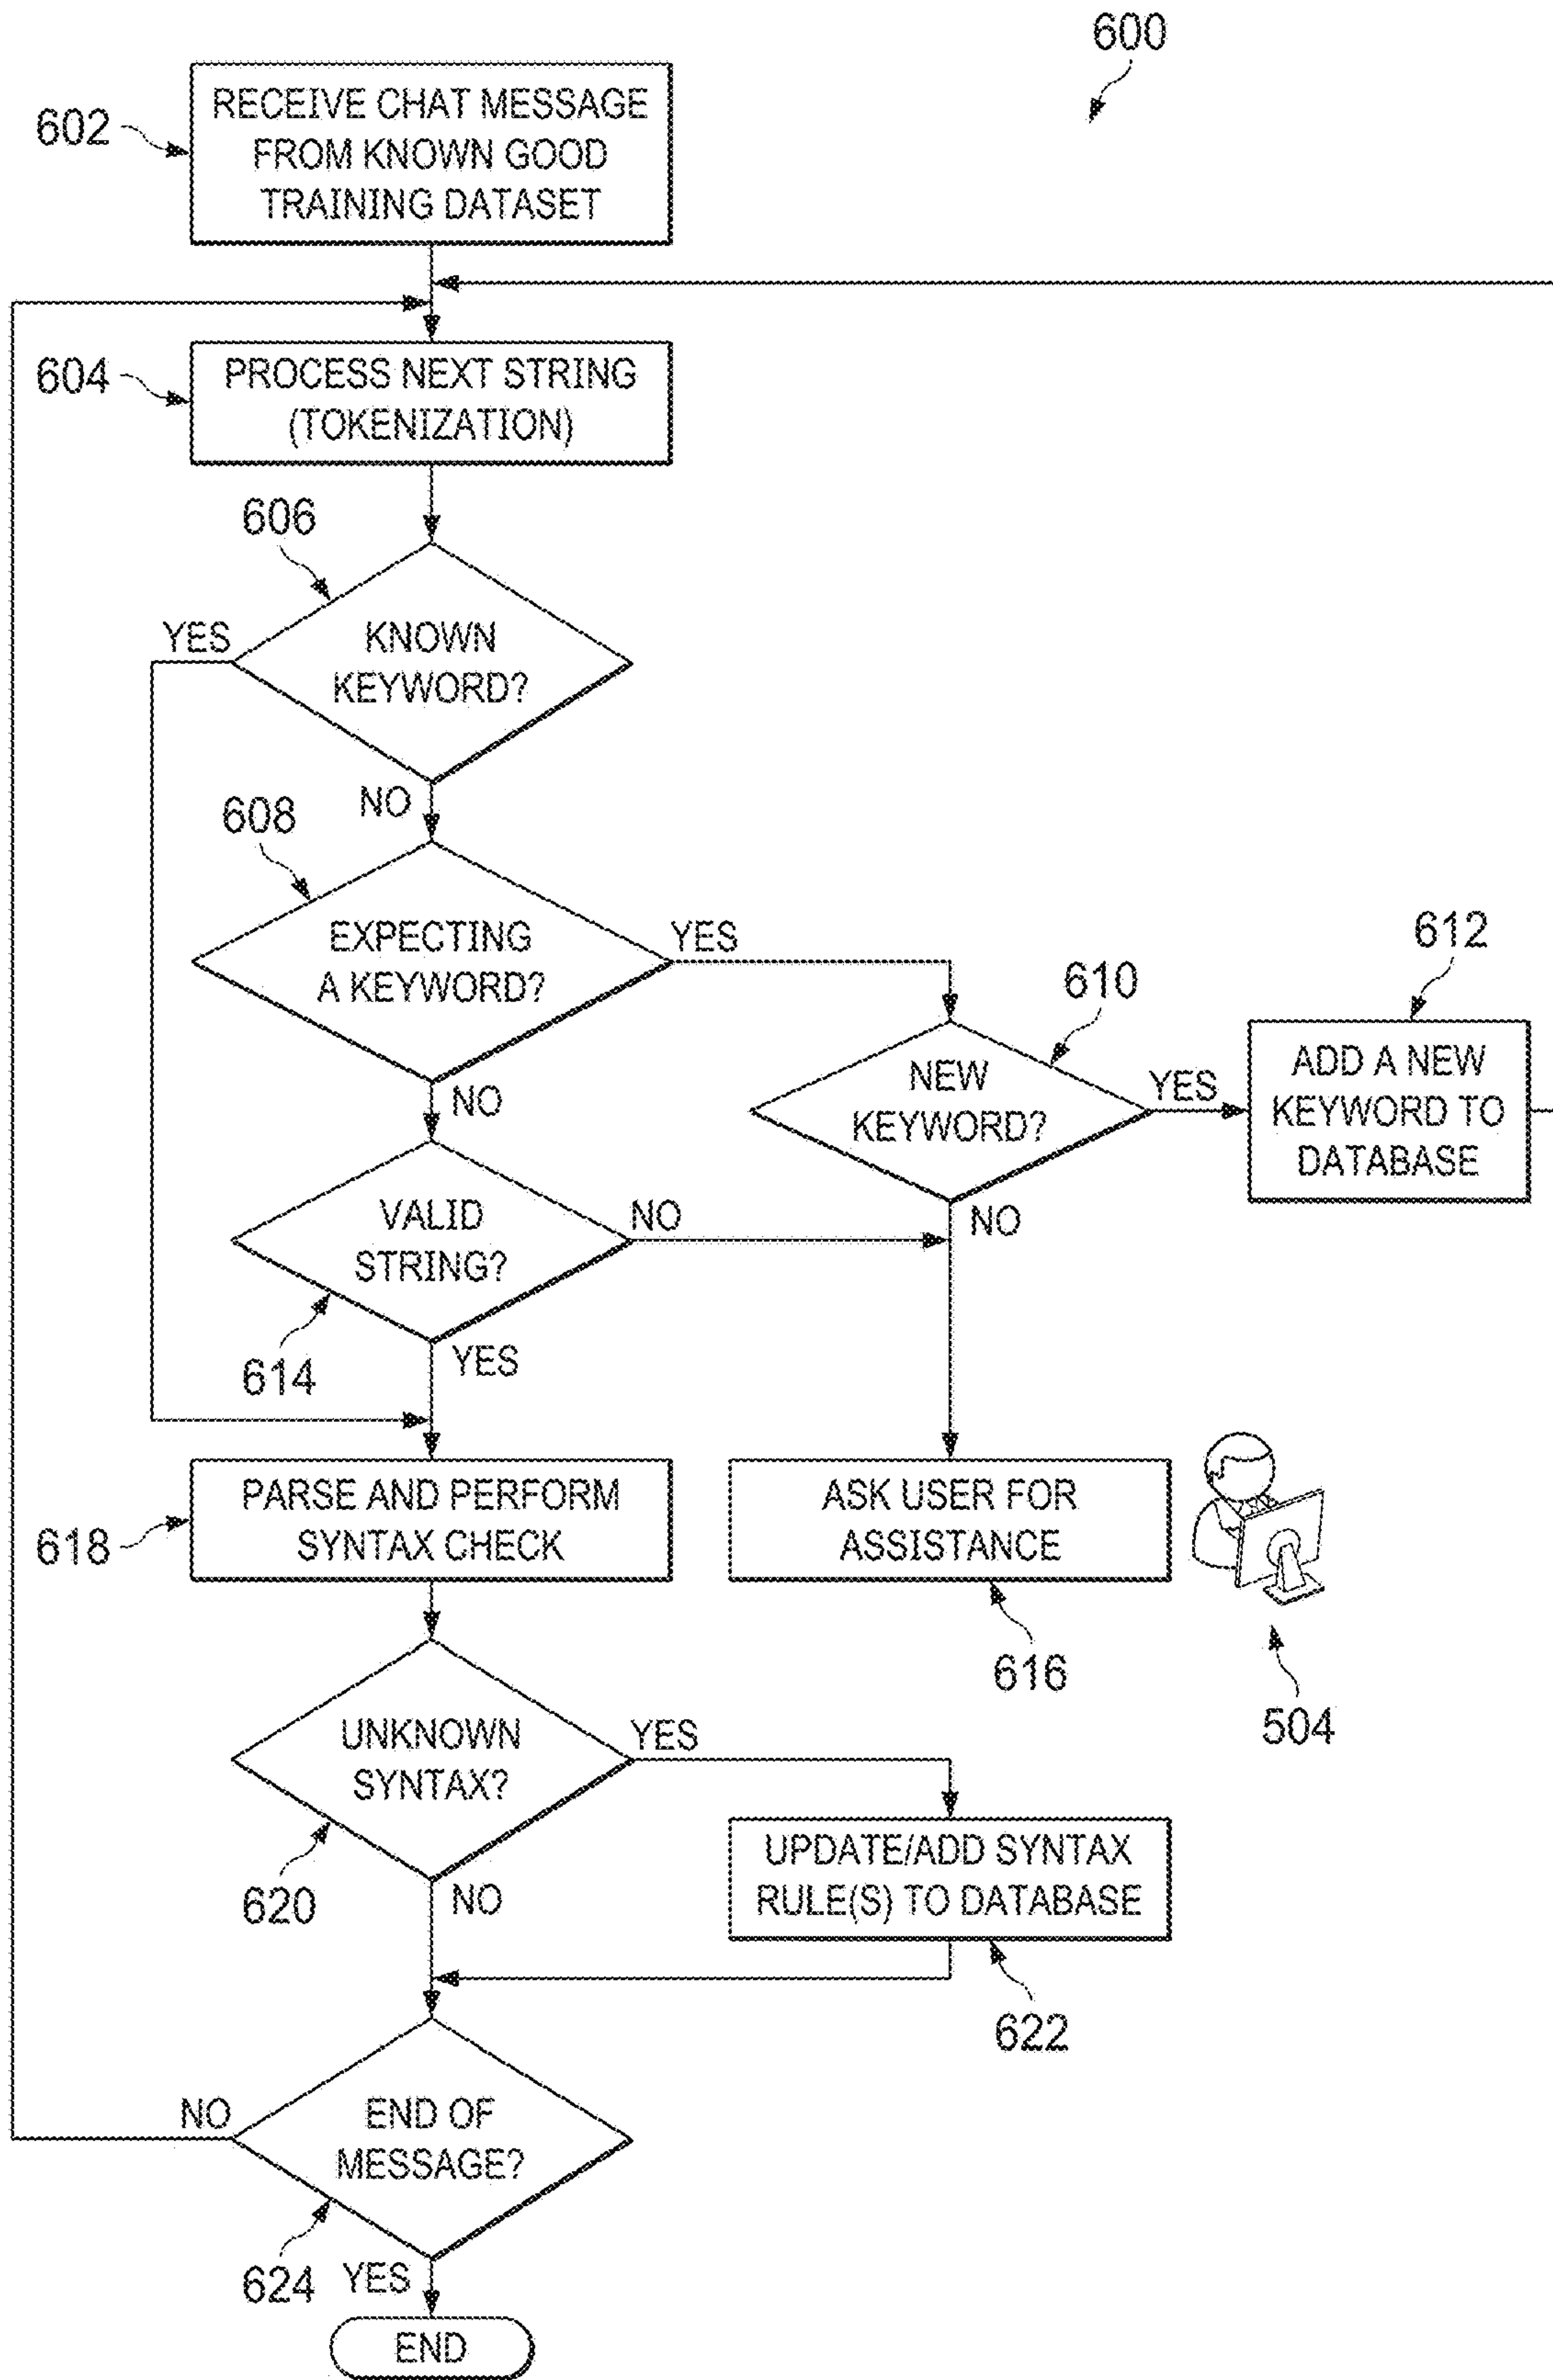 600
602
RECEIVE CHAT MESSAGE
FROM KNOWN GOOD
TRAINING DATASET
604
PROCESS NEXT STRING
(TOKENIZATION)
606
YES
KNOWN
KEYWORD?
NO
608
EXPECTING
A KEYWORD?
YES
NO
610
NEW
KEYWORD?
YES
NO
612
ADD A NEW
KEYWORD TO
DATABASE
VALID
STRING?
NO
614
YES
618
PARSE AND PERFORM
SYNTAX CHECK
ASK USER FOR
ASSISTANCE
616
504
UNKNOWN
SYNTAX?
YES
620
NO
UPDATE/ADD SYNTAX
RULE(S) TO DATABASE
622
NO
END OF
MESSAGE?
624
YES
END